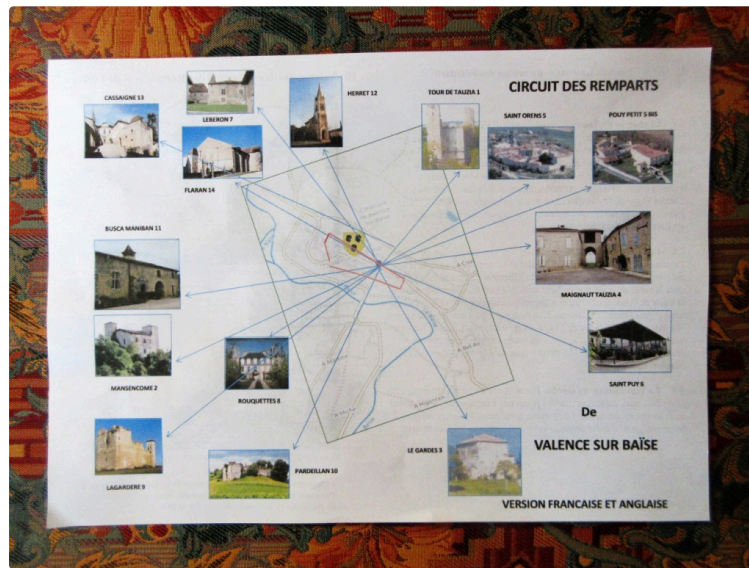 CIRCUIT DES REMPARTS
CASSAIGNE 13
LEBERON 7
HERRET 12
TOUR DE TAUZIA 1
SAINT ORENS 5
POUY PETIT 5 BIS
FLARAN 14
BUSCA MANIBAN 11
MAIGNAUT TAUZIA 4
MANSENCOME 2
ROUQUETTES 8
SAINT PUY 6
LAGARDERE 9
PARDEILLAN 10
LE GARDES 3
De
VALENCE SUR BAÏSE
VERSION FRANCAISE ET ANGLAISE